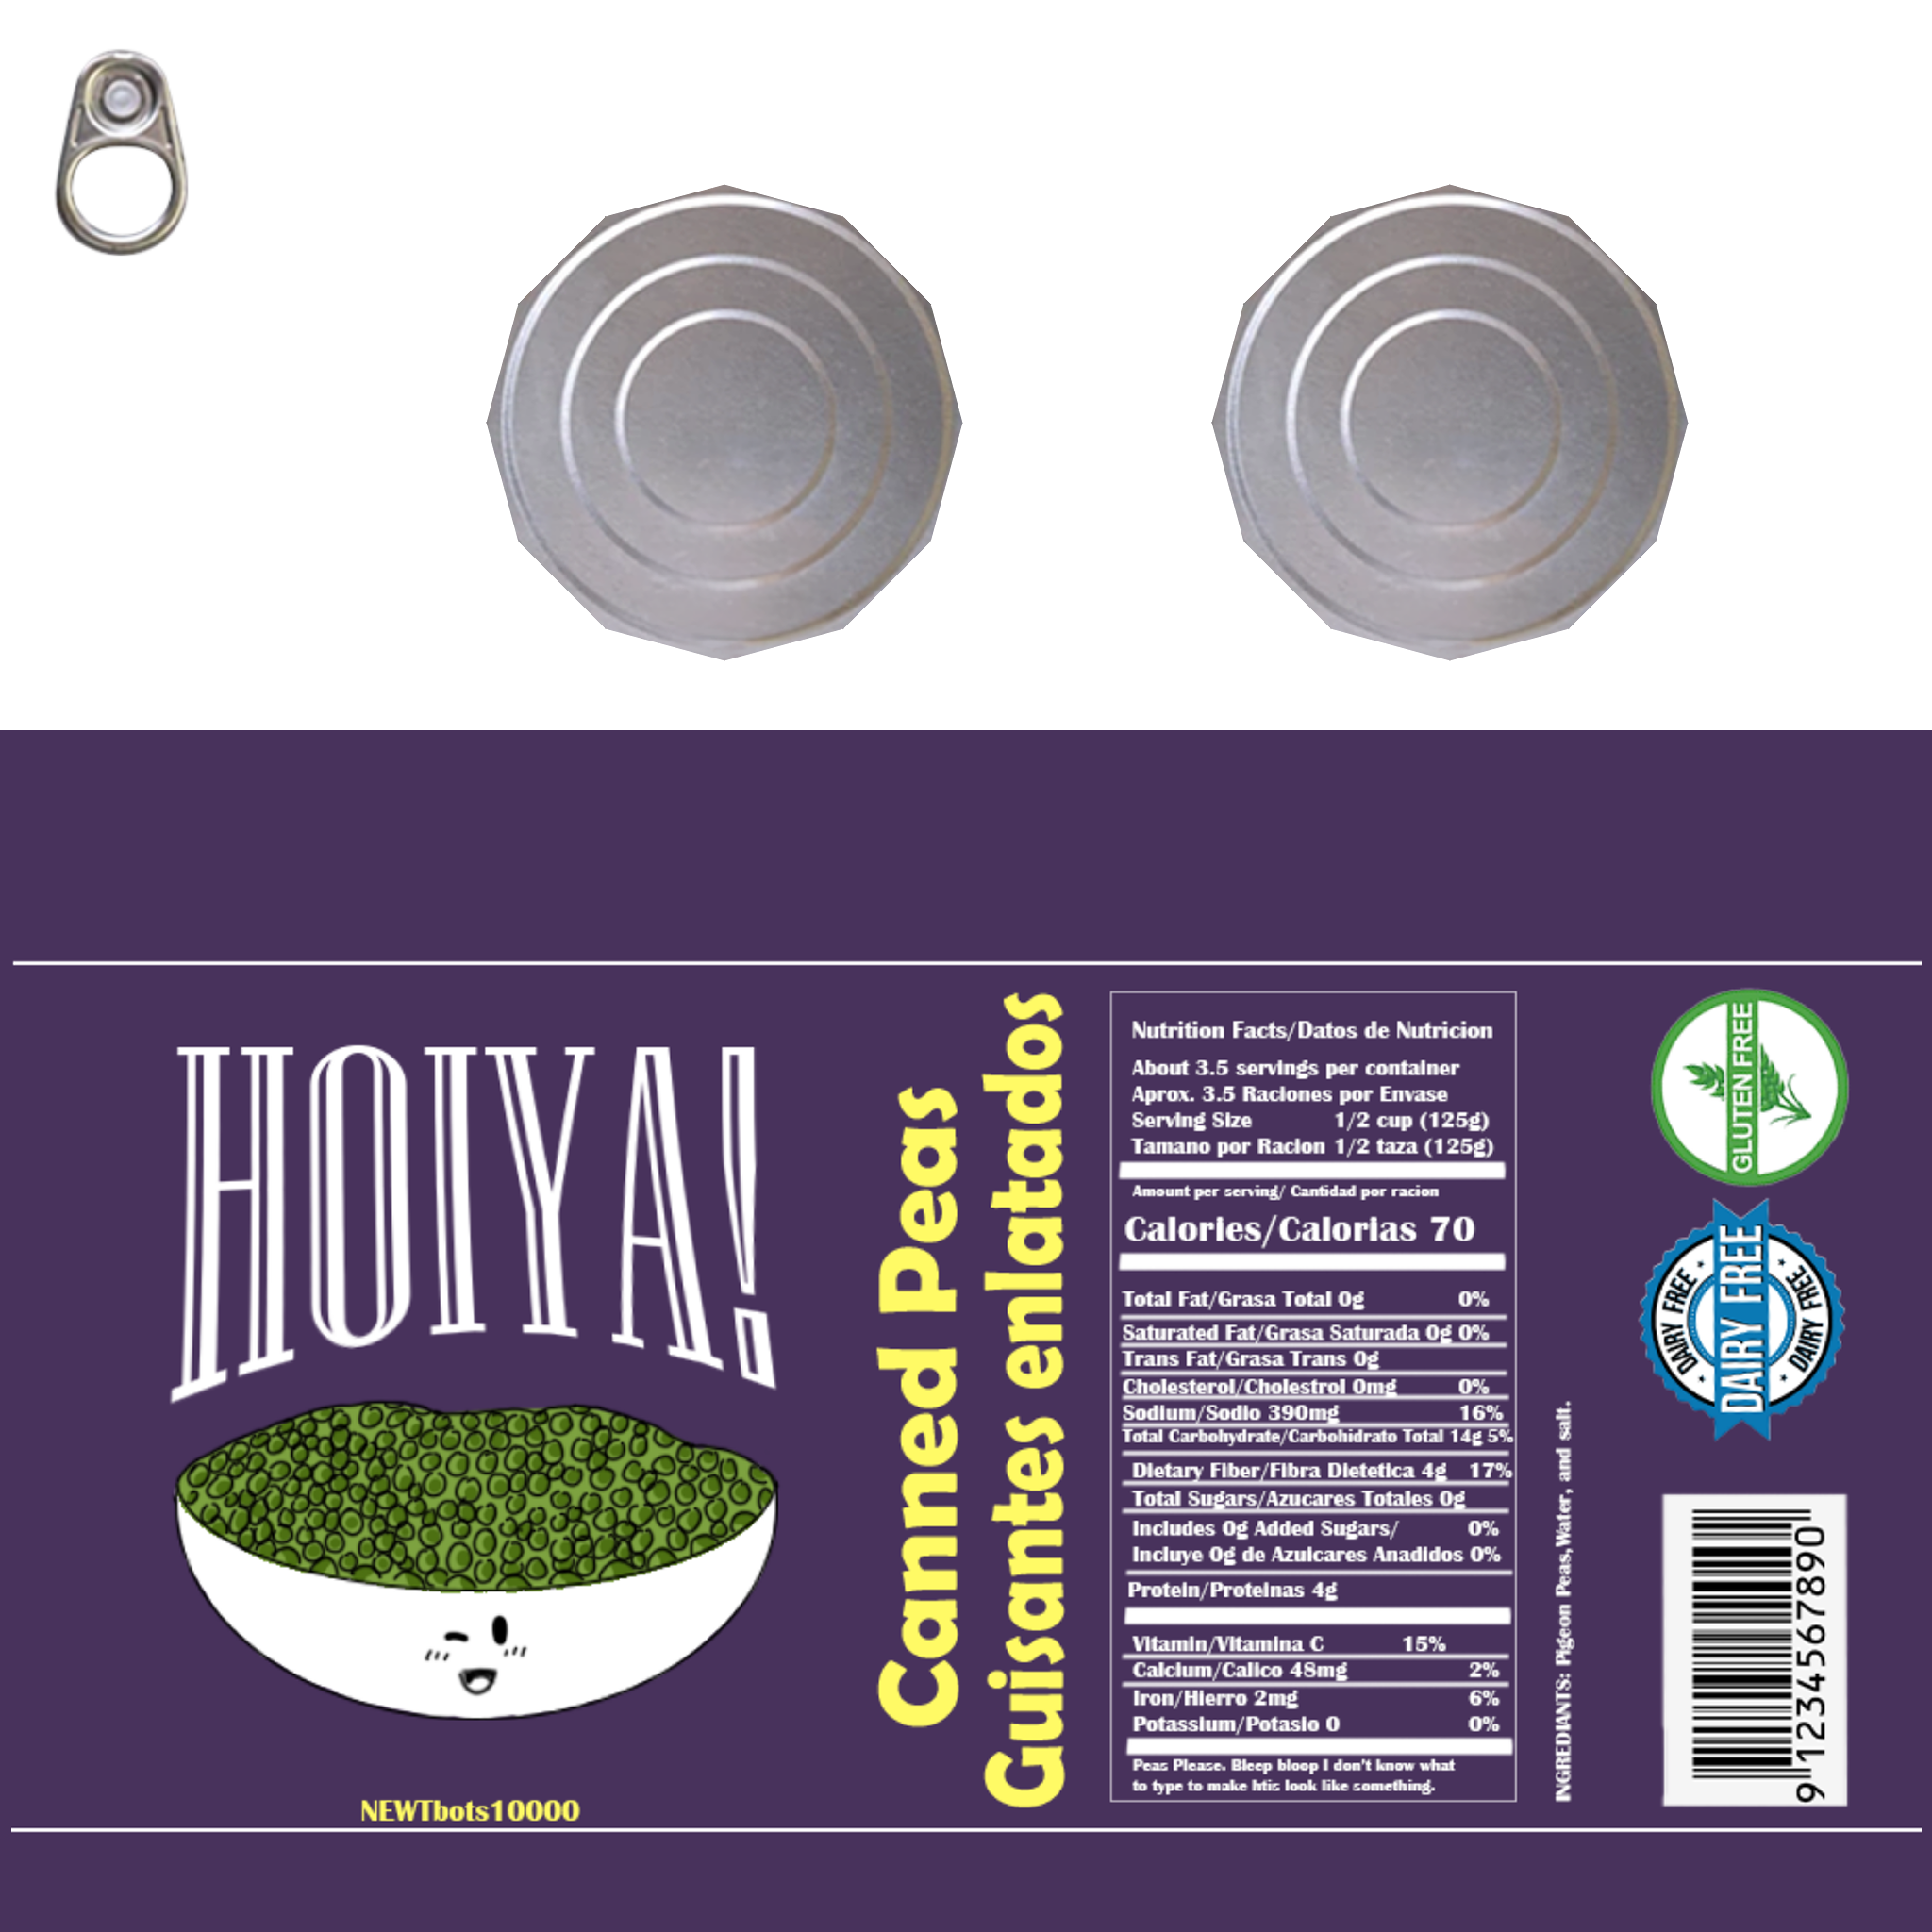 HOIYA!
NEWTbots10000
Canned Peas
Guisantes enlatados
Nutrition Facts/Datos de Nutricion
About 3.5 servings per container
Aprox. 3.5 Raciones por Envase
Serving Size 1/2 cup (125g)
Tamano por Racion 1/2 taza (125g)
Amount per serving/ Cantidad por racion
Calories/Calorias 70
Total Fat/Grasa Total 0g 0%
Saturated Fat/Grasa Saturada 0g 0%
Trans Fat/Grasa Trans 0g
Cholesterol/Cholestrol 0mg 0%
Sodium/Sodio 390mg 16%
Total Carbohydrate/Carbohidrato Total 14g 5%
Dietary Fiber/Fibra Dietetica 4g 17%
Total Sugars/Azucares Totales 0g
Includes 0g Added Sugars/ 0%
Incluye 0g de Azulcares Anadidos 0%
Protein/Proteinas 4g
Vitamin/Vitamina C 15%
Calcium/Calico 48mg 2%
Iron/Hierro 2mg 6%
Potassium/Potasio 0 0%
Peas Please. Bleep bloop I don't know what
to type to make htis look like something.
INGREDIANTS: Pigeon Peas,Water, and salt.
GLUTEN FREE
DAIRY FREE
DAIRY FREE
DAIRY FREE
9 1234567890